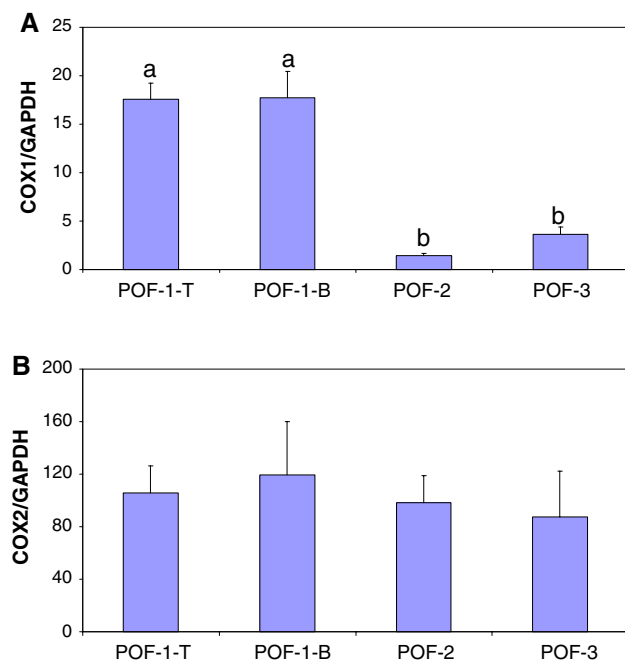 A
COX1/GAPDH
25
20
15
10
5
0
a
a
b
b
POF-1-T
POF-1-B
POF-2
POF-3
B
COX2/GAPDH
200
160
120
80
40
0
POF-1-T
POF-1-B
POF-2
POF-3